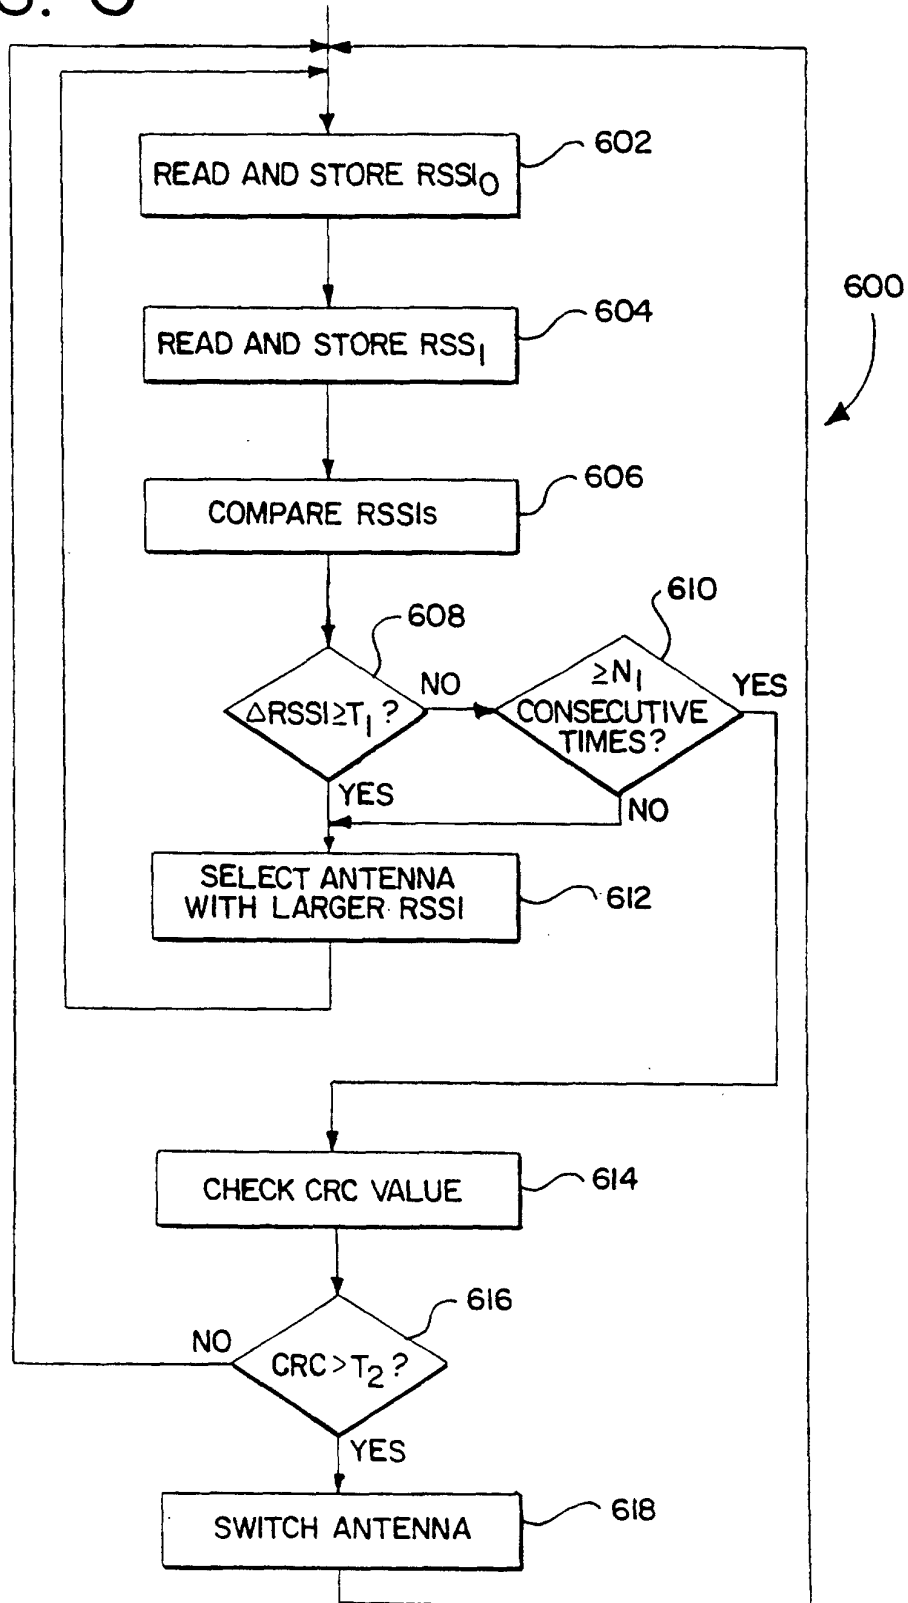 602
READ AND STORE RSSI0
600
604
READ AND STORE RSS1
606
COMPARE RSSIs
610
608
≥N1
NO
YES
ΔRSSI≥T1 ?
CONSECUTIVE
TIMES?
YES
NO
SELECT ANTENNA
WITH LARGER RSSI
612
CHECK CRC VALUE
614
616
NO
CRC>T2 ?
YES
SWITCH ANTENNA
618